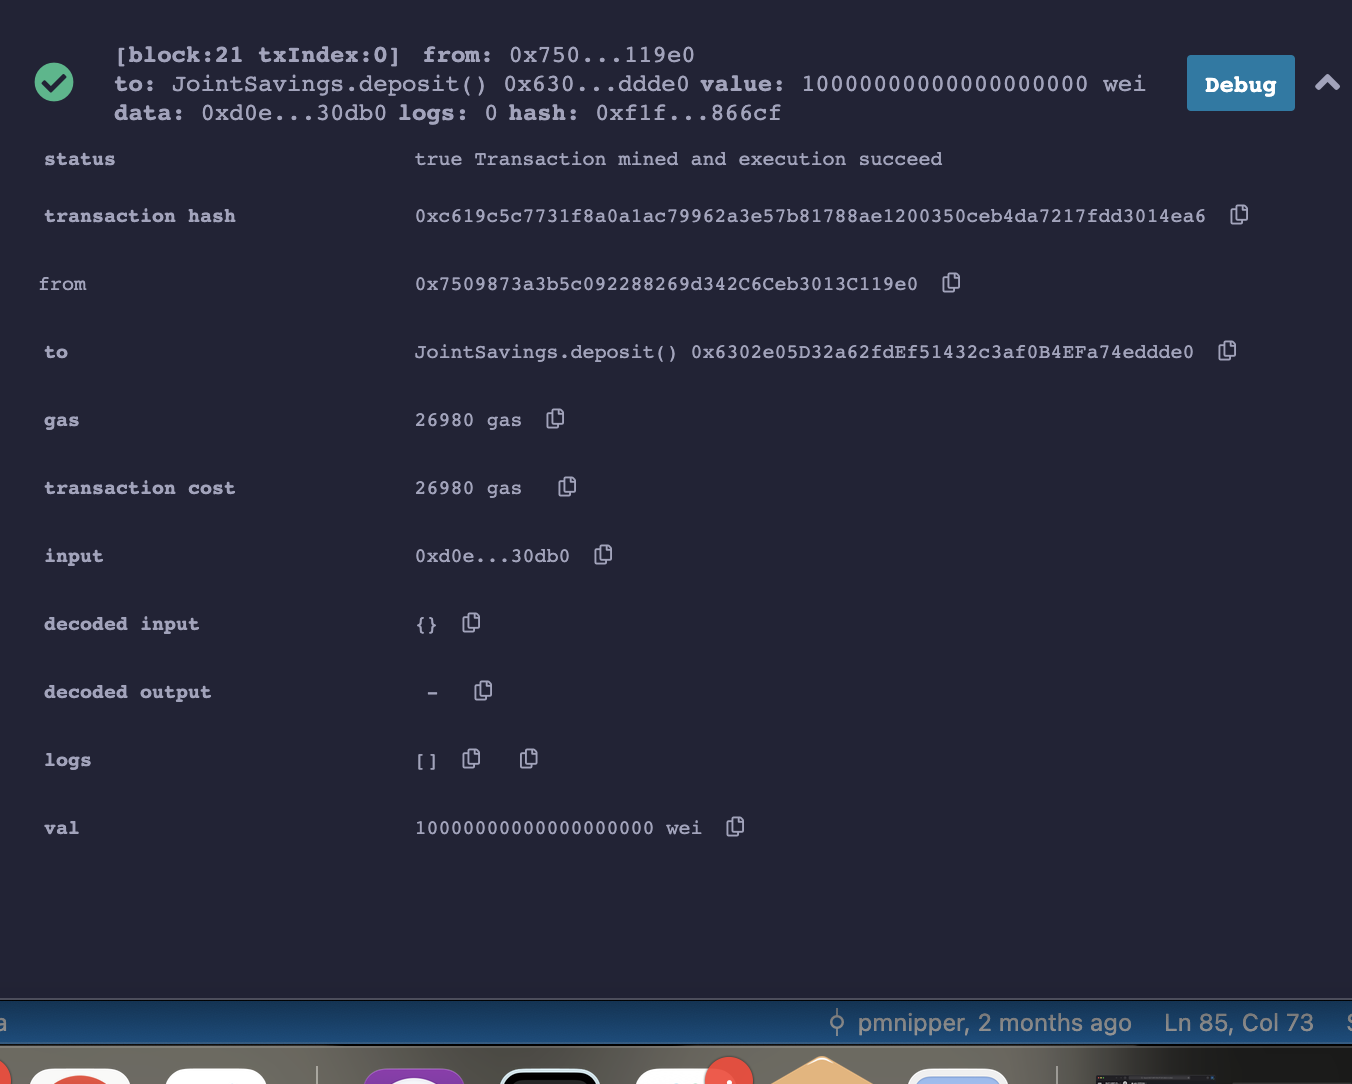 [block:21 txIndex:0] from: 0x750...119e0
to: JointSavings.deposit() 0x630...ddde0 value: 10000000000000000000 wei
data: 0xd0e...30db0 logs: 0 hash: 0xf1f...866cf
Debug
status true Transaction mined and execution succeed
transaction hash 0xc619c5c7731f8a0a1ac79962a3e57b81788ae1200350ceb4da7217fdd3014ea6
from 0x7509873a3b5c092288269d342C6Ceb3013C119e0
to JointSavings.deposit() 0x6302e05D32a62fdEf51432c3af0B4EFa74eddde0
gas 26980 gas
transaction cost 26980 gas
input 0xd0e...30db0
decoded input {}
decoded output -
logs []
val 10000000000000000000 wei
a pmnipper, 2 months ago Ln 85, Col 73